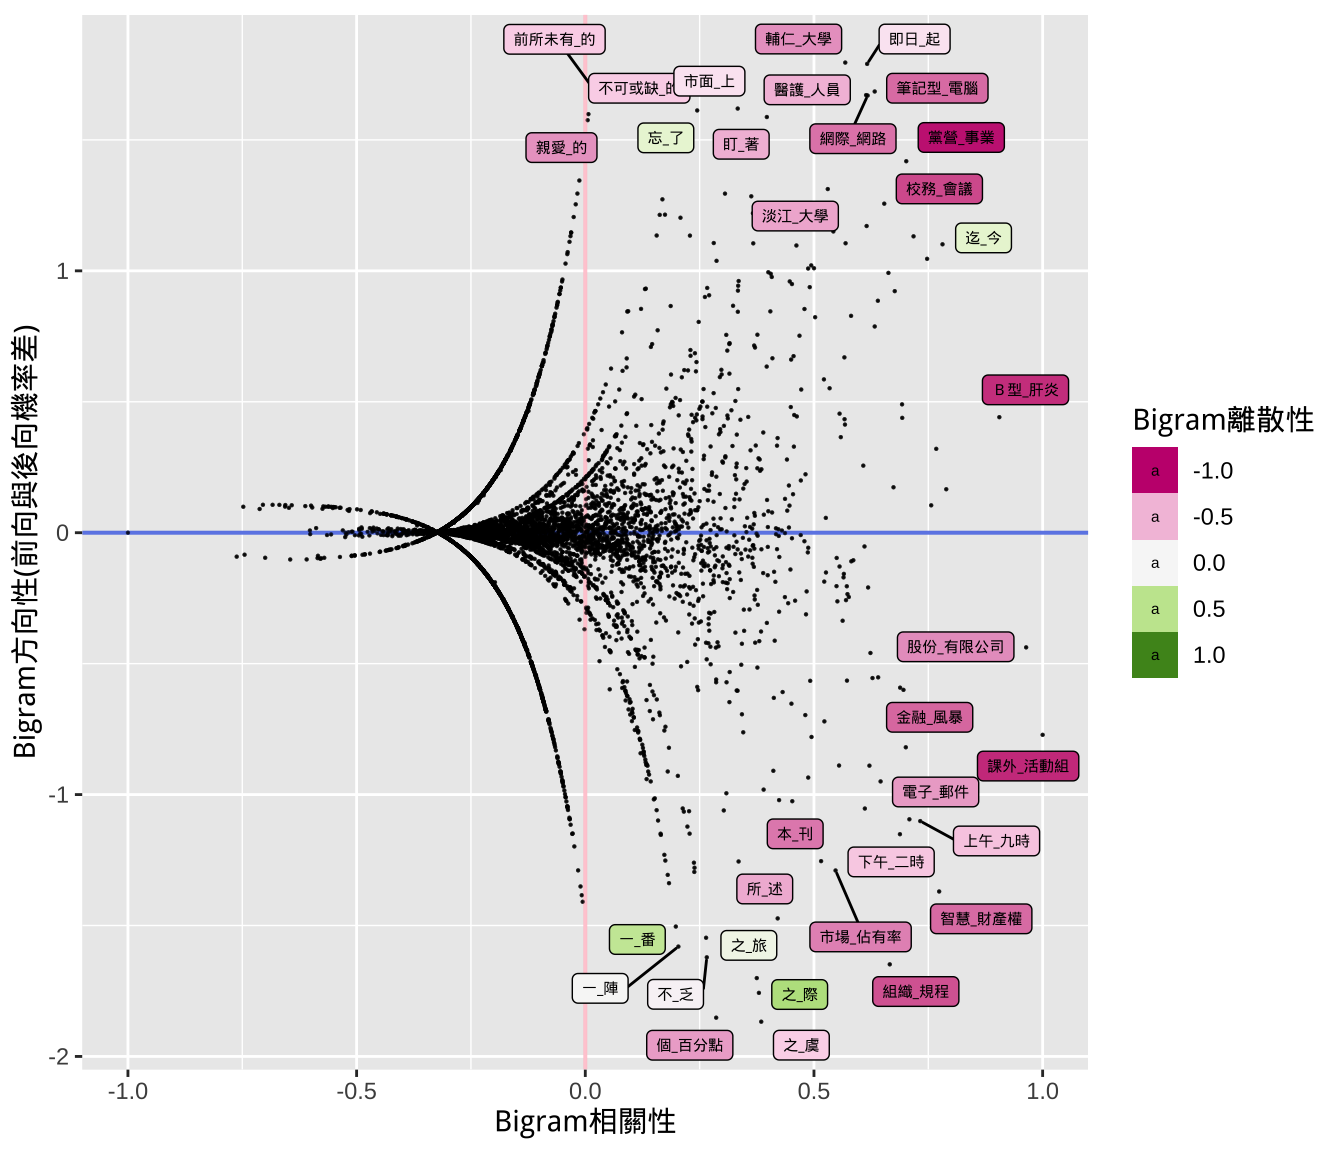 前所未有_的
輔仁_大學
即日_起
不可或缺_的
市面_上
醫護_人員
筆記型_電腦
親愛_的
忘_了
盯_著
網際_網路
黨營_事業
校務_會議
淡江_大學
迄_今
B型_肝炎
股份_有限公司
金融_風暴
課外_活動組
電子_郵件
本_刊
上午_九時
下午_二時
所_述
智慧_財產權
一_番
之_旅
市場_佔有率
一_陣
不_乏
之_際
組織_規程
個_百分點
之_虞
1
0
-1
-2
-1.0
-0.5
0.0
0.5
1.0
Bigram相關性
Bigram方向性(前向與後向機率差)
Bigram離散性
a -1.0
a -0.5
a 0.0
a 0.5
a 1.0